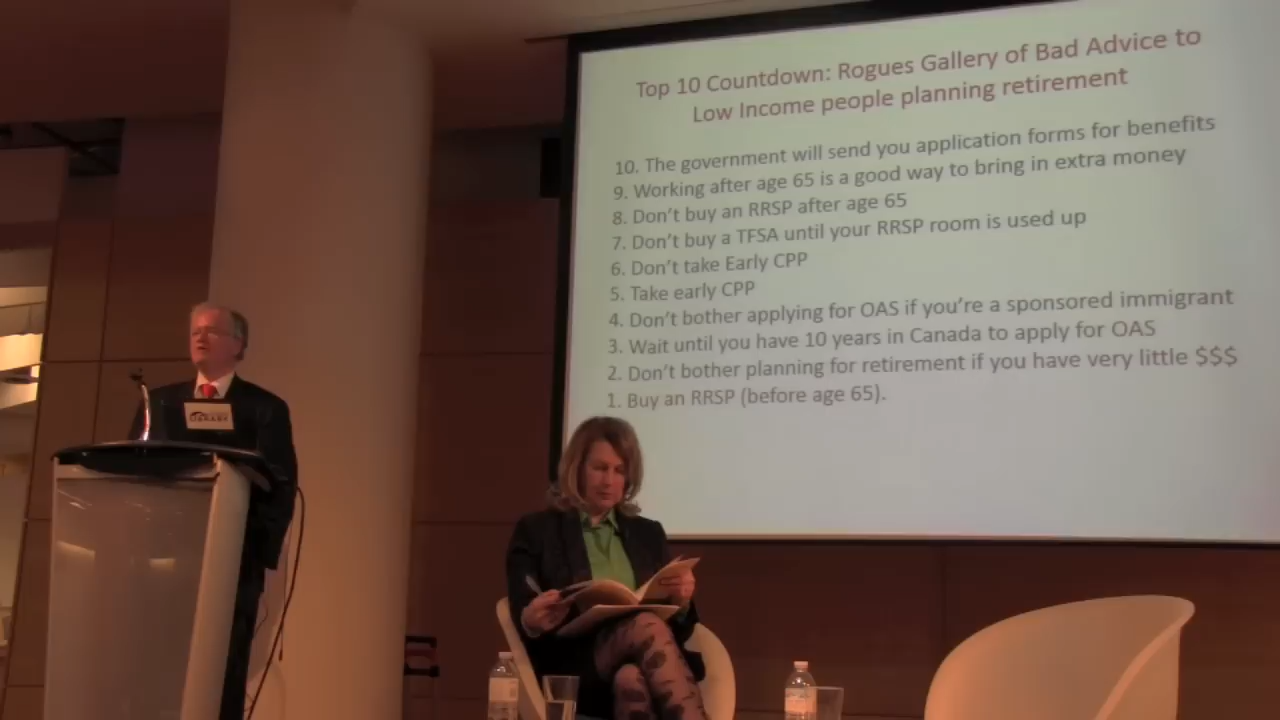 Top 10 Countdown: Rogues Gallery of Bad Advice to
Low Income people planning retirement
10. The government will send you application forms for benefits
9. Working after age 65 is a good way to bring in extra money
8. Don't buy an RRSP after age 65
7. Don't buy a TFSA until your RRSP room is used up
6. Don't take Early CPP
5. Take early CPP
4. Don't bother applying for OAS if you're a sponsored immigrant
3. Wait until you have 10 years in Canada to apply for OAS
2. Don't bother planning for retirement if you have very little $$$
1. Buy an RRSP (before age 65).
LIBRARY